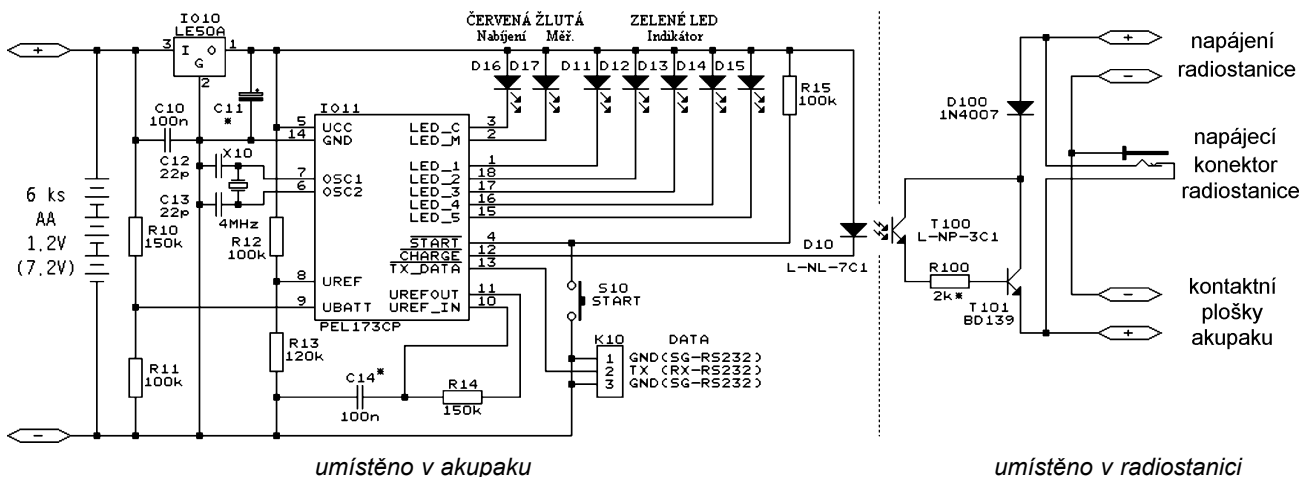 ČERVENÁ ŽLUTÁ
Nabíjení Měř.
ZELENÉ LED
Indikátor
IO10
LE50A
+
3 I O 1
G
2
D16 D17 D11 D12 D13 D14 D15
C10
100n
C11
*
R15
100k
IO11
5 UCC
14 GND
7 OSC1
6 OSC2
8 UREF
9 UBATT
LED_C 3
LED_M 2
LED_1 1
LED_2 18
LED_3 17
LED_4 16
LED_5 15
START 4
CHARGE 12
TX_DATA 13
UREFOUT 11
UREF_IN 10
PEL173CP
C12
22p
X10
C13
22p
4MHz
6 ks
AA
1,2V
(7,2V)
R10
150k
R12
100k
R11
100k
R13
120k
C14*
100n
R14
150k
S10
START
K10
DATA
1 GND(SG-RS232)
2 TX (RX-RS232)
3 GND(SG-RS232)
-
D10
L-NL-7C1
T100
L-NP-3C1
R100
2k*
T101
BD139
D100
1N4007
+
-
napájení
radiostanice
napájecí
konektor
radiostanice
-
+
kontaktní
plošky
akupaku
umístěno v akupaku
umístěno v radiostanici